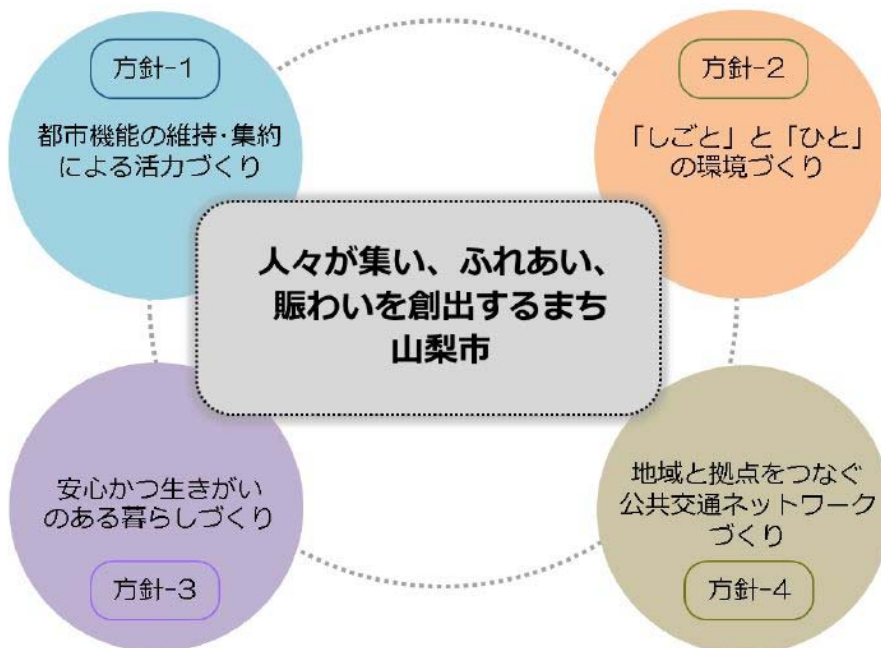 方針-1
都市機能の維持・集約
による活力づくり
方針-2
「しごと」と「ひと」
の環境づくり
人々が集い、ふれあい、
賑わいを創出するまち
山梨市
安心かつ生きがい
のある暮らしづくり
方針-3
地域と拠点をつなぐ
公共交通ネットワーク
づくり
方針-4